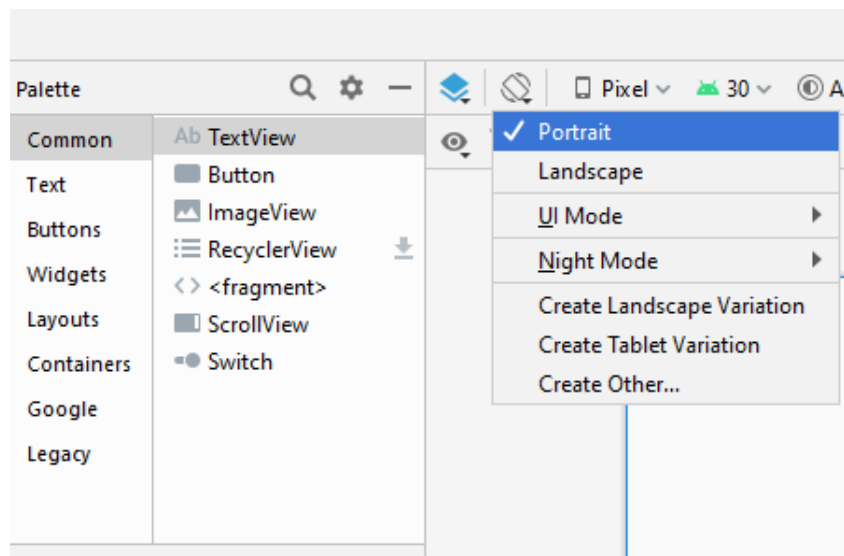 Palette
Pixel
30
A
Common
Text
Buttons
Widgets
Layouts
Containers
Google
Legacy
Ab TextView
Button
ImageView
RecyclerView
<fragment>
ScrollView
Switch
Portrait
Landscape
UI Mode
Night Mode
Create Landscape Variation
Create Tablet Variation
Create Other...